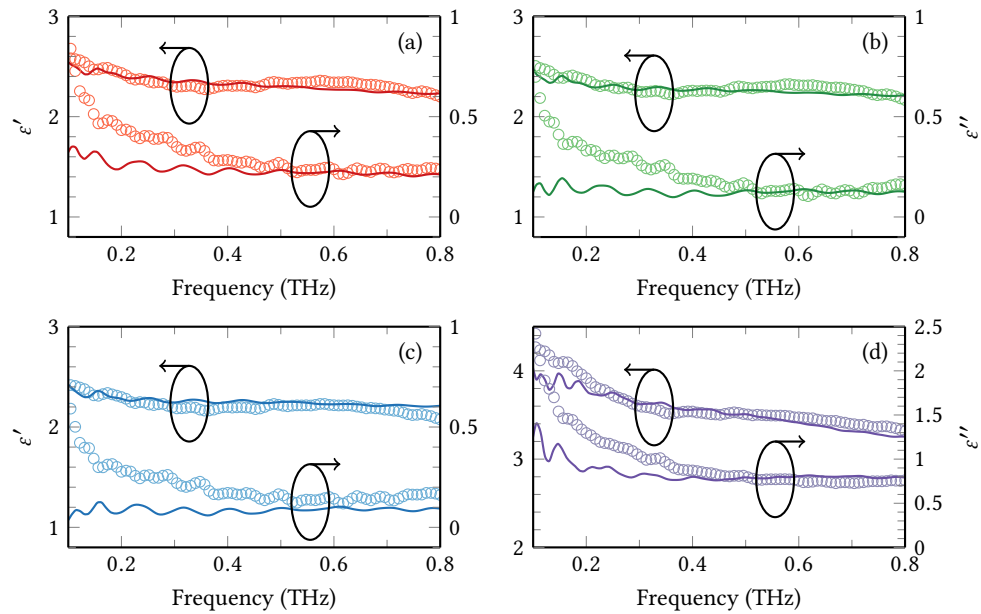 3 1 3 1
(a) (b)
2 0.5 2 0.5
ε′ ε′′
1 0 1 0
0.2 0.4 0.6 0.8 0.2 0.4 0.6 0.8
Frequency (THz) Frequency (THz)
3 1 2.5
(c) (d)
4 2
2 0.5 1.5
ε′ ε′′
3 1
1 0 0.5
2 0
0.2 0.4 0.6 0.8 0.2 0.4 0.6 0.8
Frequency (THz) Frequency (THz)